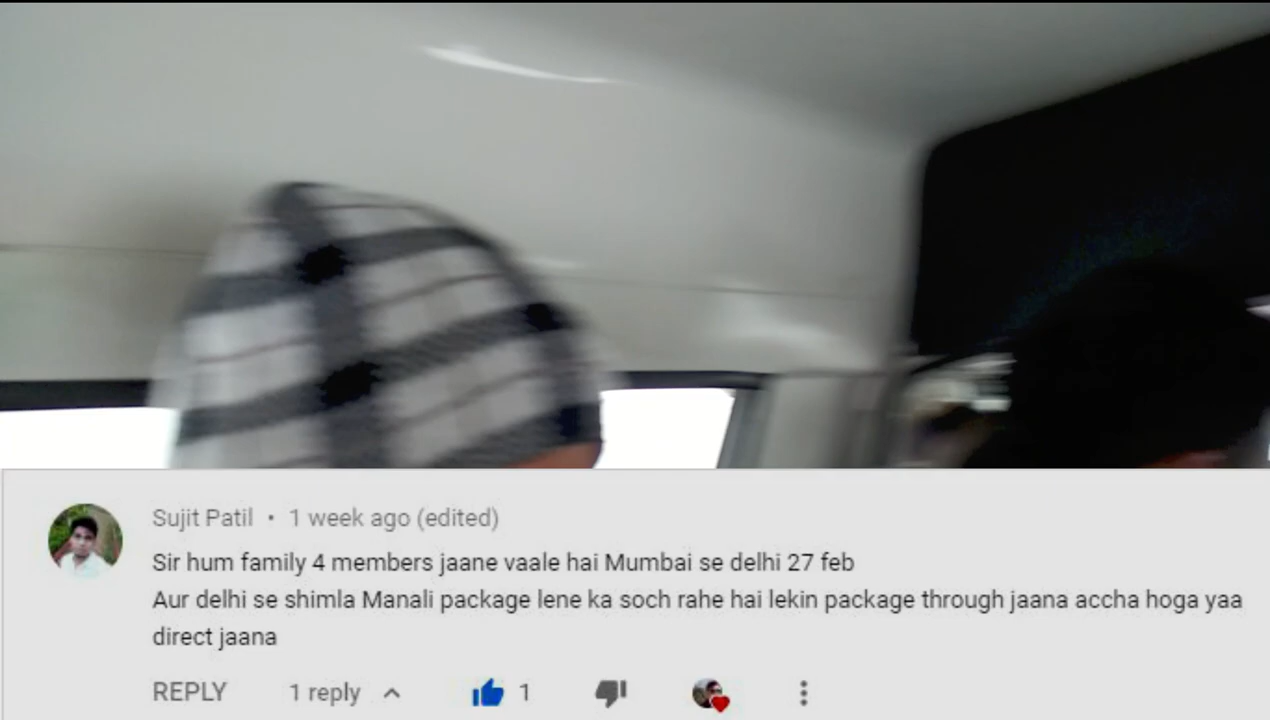 Sujit Patil • 1 week ago (edited)
Sir hum family 4 members jaane vaale hai Mumbai se delhi 27 feb
Aur delhi se shimla Manali package lene ka soch rahe hai lekin package through jaana accha hoga yaa
direct jaana
REPLY 1 reply 1